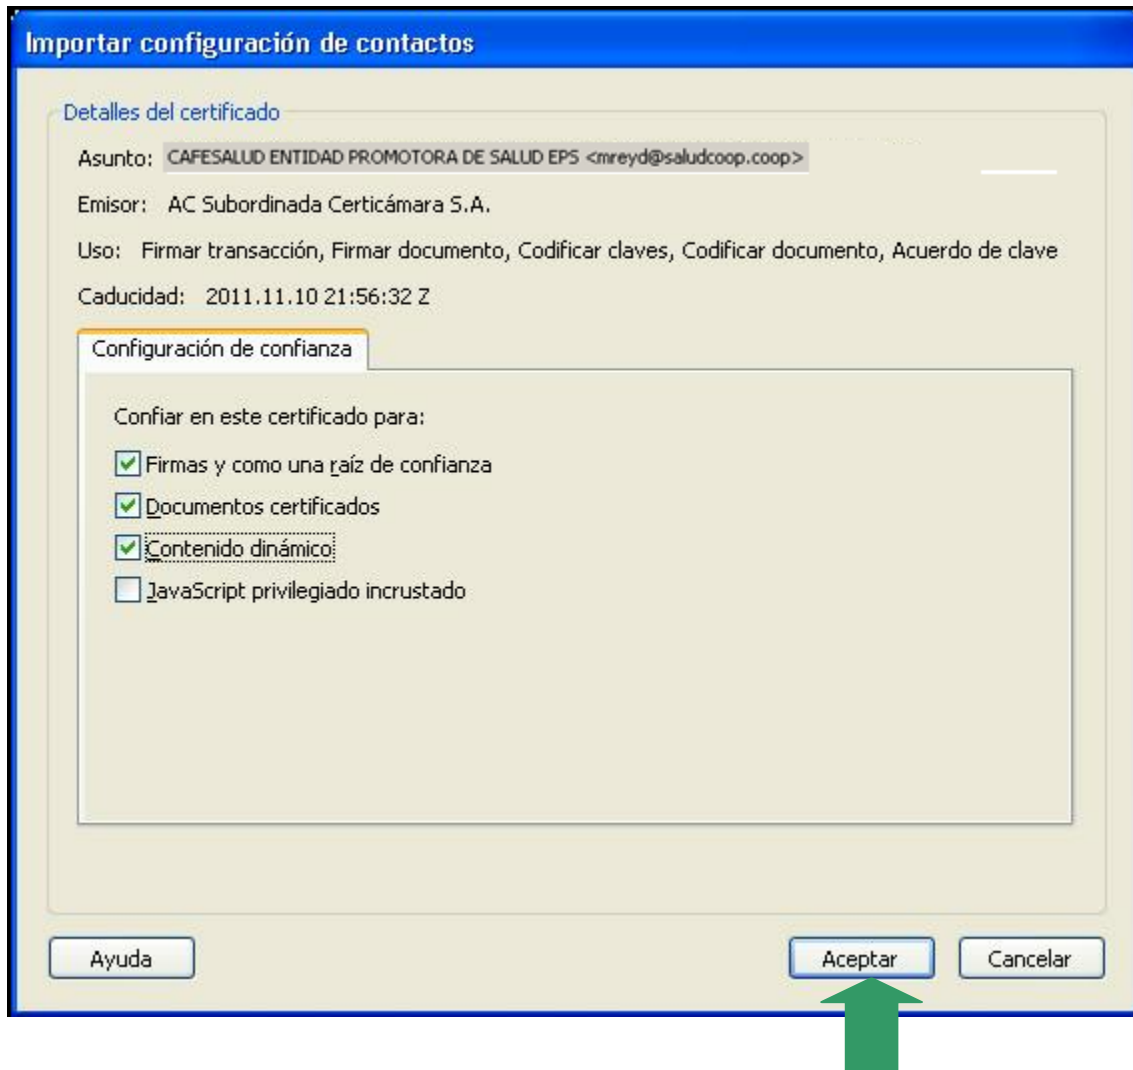 Importar configuración de contactos
Detalles del certificado
Asunto: CAFESALUD ENTIDAD PROMOTORA DE SALUD EPS <mreyd@saludcoop.coop>
Emisor: AC Subordinada Certicámara S.A.
Uso: Firmar transacción, Firmar documento, Codificar claves, Codificar documento, Acuerdo de clave
Caducidad: 2011.11.10 21:56:32 Z
Configuración de confianza
Confiar en este certificado para:
Firmas y como una raíz de confianza
Documentos certificados
Contenido dinámico
JavaScript privilegiado incrustado
Ayuda Aceptar Cancelar